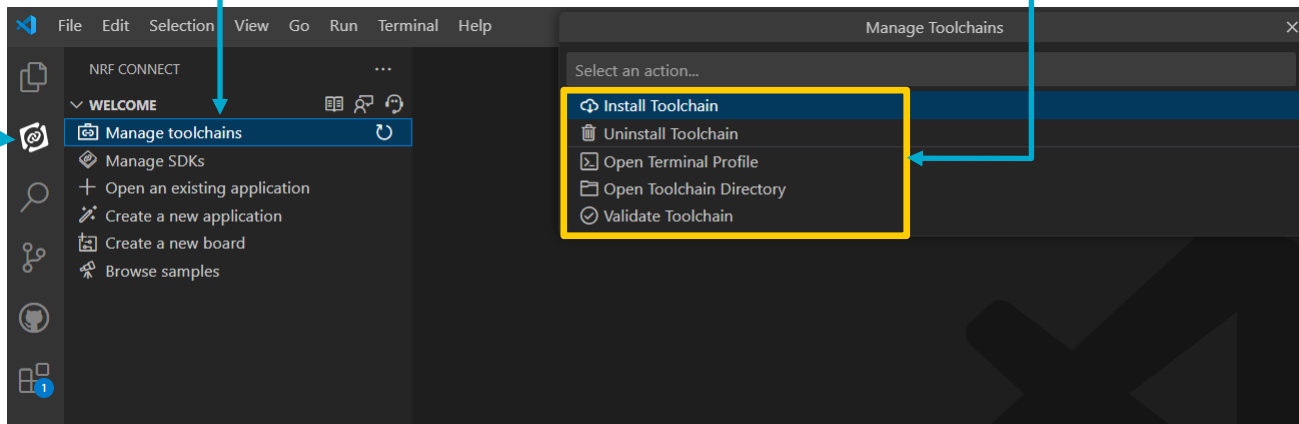 File Edit Selection View Go Run Terminal Help
Manage Toolchains
NRF CONNECT
Select an action...
WELCOME
Install Toolchain
Manage toolchains
Uninstall Toolchain
Manage SDKs
Open Terminal Profile
Open an existing application
Open Toolchain Directory
Create a new application
Validate Toolchain
Create a new board
Browse samples
1